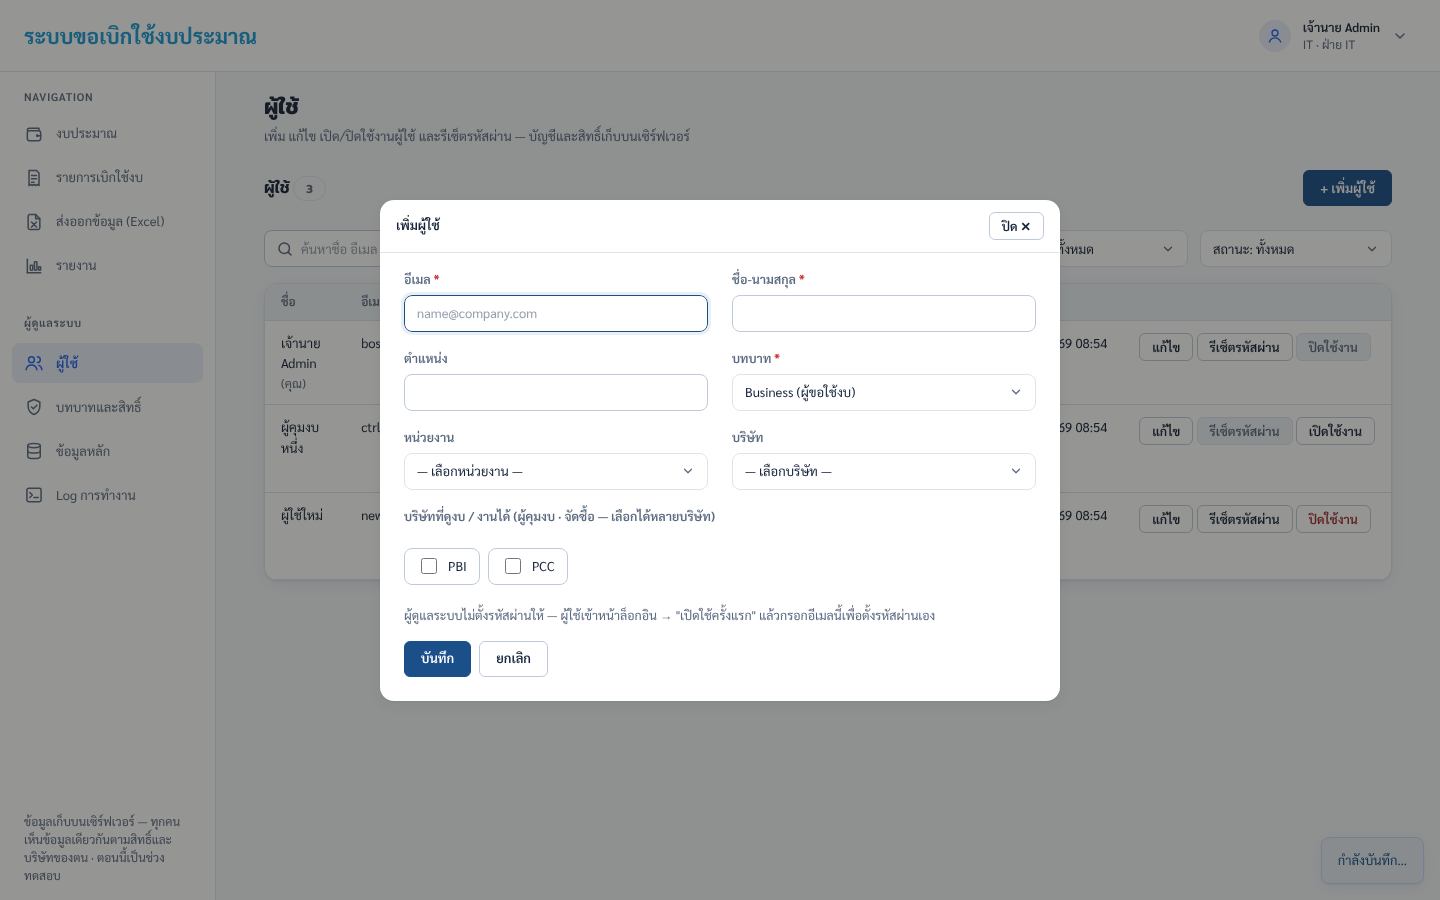 ระบบขอเบิกใช้งบประมาณ
เจ้านาย Admin
IT · ฝ่าย IT
NAVIGATION
งบประมาณ
รายการเบิกใช้งบ
ส่งออกข้อมูล (Excel)
รายงาน
ผู้ดูแลระบบ
ผู้ใช้
บทบาทและสิทธิ์
ข้อมูลหลัก
Log การทำงาน
ข้อมูลเก็บบนเซิร์ฟเวอร์ — ทุกคน
เห็นข้อมูลเดียวกันตามสิทธิ์และ
บริษัทของตน · ตอนนี้เป็นช่วง
ทดสอบ
ผู้ใช้
เพิ่ม แก้ไข เปิด/ปิดใช้งานผู้ใช้ และรีเซ็ตรหัสผ่าน — บัญชีและสิทธิ์เก็บบนเซิร์ฟเวอร์
ผู้ใช้ 3
+ เพิ่มผู้ใช้
ค้นหาชื่อ อีเมล
สถานะ: ทั้งหมด
ชื่อ
เจ้านาย
Admin
(คุณ)
69 08:54
แก้ไข รีเซ็ตรหัสผ่าน ปิดใช้งาน
ผู้คุมงบ
หนึ่ง
69 08:54
แก้ไข รีเซ็ตรหัสผ่าน เปิดใช้งาน
ผู้ใช้ใหม่
69 08:54
แก้ไข รีเซ็ตรหัสผ่าน ปิดใช้งาน
เพิ่มผู้ใช้
ปิด ✕
อีเมล *
name@company.com
ชื่อ-นามสกุล *
ตำแหน่ง
บทบาท *
Business (ผู้ขอใช้งบ)
หน่วยงาน
— เลือกหน่วยงาน —
บริษัท
— เลือกบริษัท —
บริษัทที่ดูงบ / งานได้ (ผู้คุมงบ · จัดซื้อ — เลือกได้หลายบริษัท)
PBI
PCC
ผู้ดูแลระบบไม่ตั้งรหัสผ่านให้ — ผู้ใช้เข้าหน้าล็อกอิน → "เปิดใช้ครั้งแรก" แล้วกรอกอีเมลนี้เพื่อตั้งรหัสผ่านเอง
บันทึก
ยกเลิก
กำลังบันทึก...